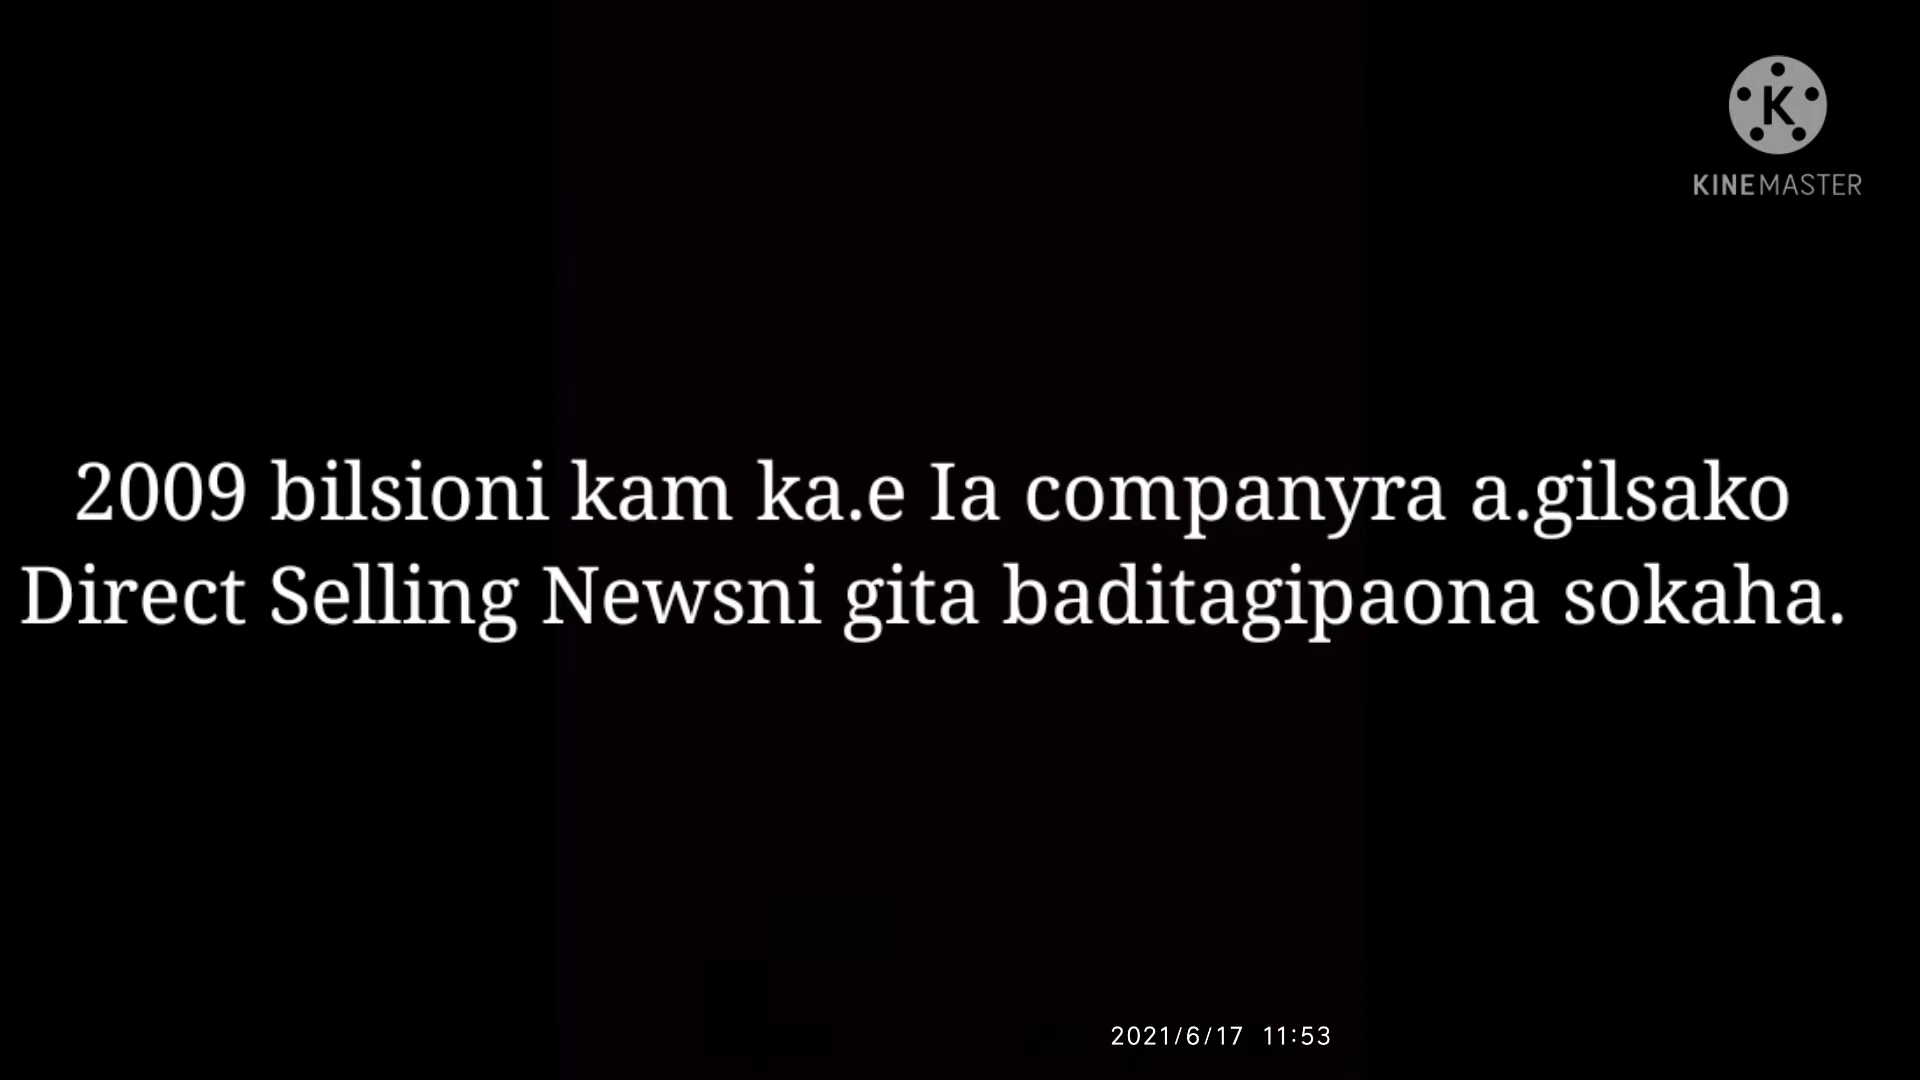 KINEMASTER
2009 bilsioni kam ka.e Ia companyra a.gilsako
Direct Selling Newsni gita baditagipaona sokaha.
2021/6/17 11:53